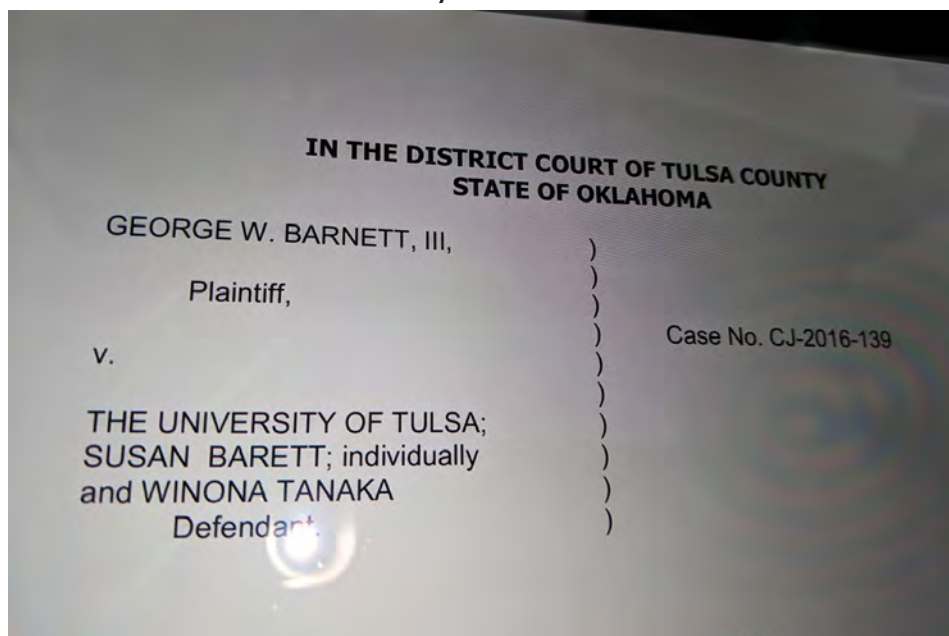 IN THE DISTRICT COURT OF TULSA COUNTY
STATE OF OKLAHOMA
GEORGE W. BARNETT, III,
)
)
Plaintiff,
)
) Case No. CJ-2016-139
v.
)
)
THE UNIVERSITY OF TULSA; )
SUSAN BARETT; individually )
and WINONA TANAKA )
Defendant. )